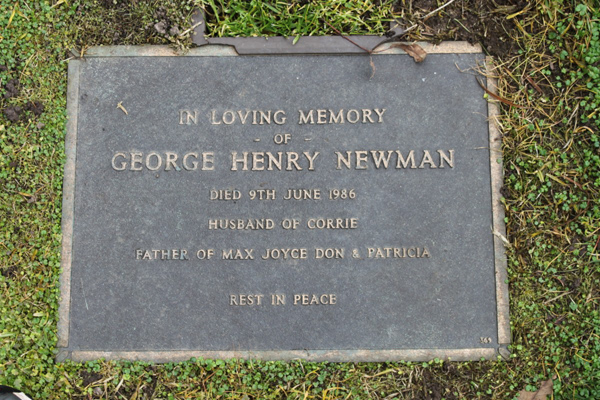 IN LOVING MEMORY
- OF -
GEORGE HENRY NEWMAN
DIED 9TH JUNE 1986
HUSBAND OF CORRIE
FATHER OF MAX JOYCE DON & PATRICIA
REST IN PEACE